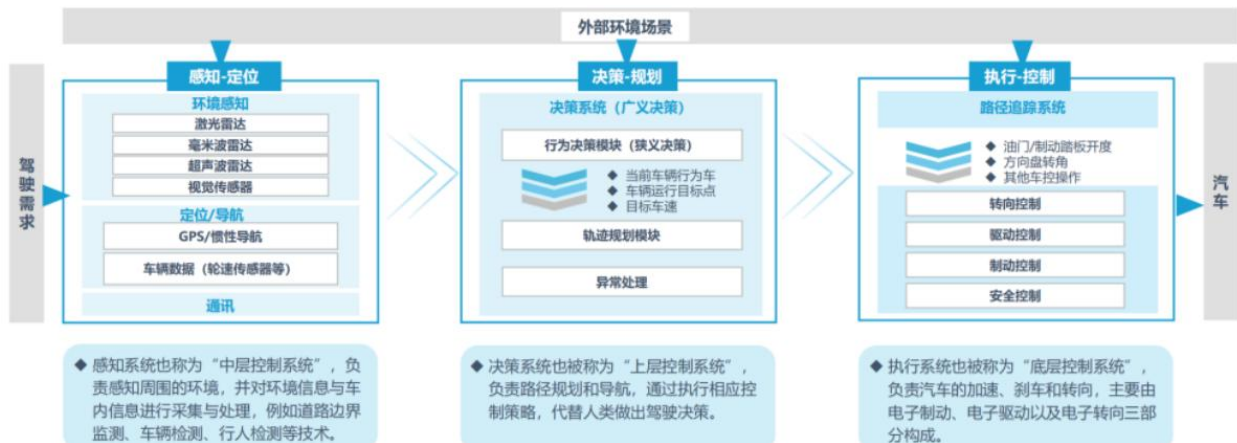 外部环境场景
驾驶需求
感知-定位
环境感知
激光雷达
毫米波雷达
超声波雷达
视觉传感器
定位/导航
GPS/惯性导航
车辆数据（轮速传感器等）
通讯
决策-规划
决策系统（广义决策）
行为决策模块（狭义决策）
◆ 当前车辆行为车
◆ 车辆运行目标点
◆ 目标车速
轨迹规划模块
异常处理
执行-控制
路径追踪系统
◆ 油门/制动踏板开度
◆ 方向盘转角
◆ 其他车控操作
转向控制
驱动控制
制动控制
安全控制
汽车
◆ 感知系统也称为“中层控制系统”，负
责感知周围的环境，并对环境信息与车
内信息进行采集与处理，例如道路边界
监测、车辆检测、行人检测等技术。
◆ 决策系统也被称为“上层控制系统”，
负责路径规划和导航，通过执行相应控
制策略，代替人类做出驾驶决策。
◆ 执行系统也被称为“底层控制系统”，
负责汽车的加速、刹车和转向，主要由
电子制动、电子驱动以及电子转向三部
分构成。